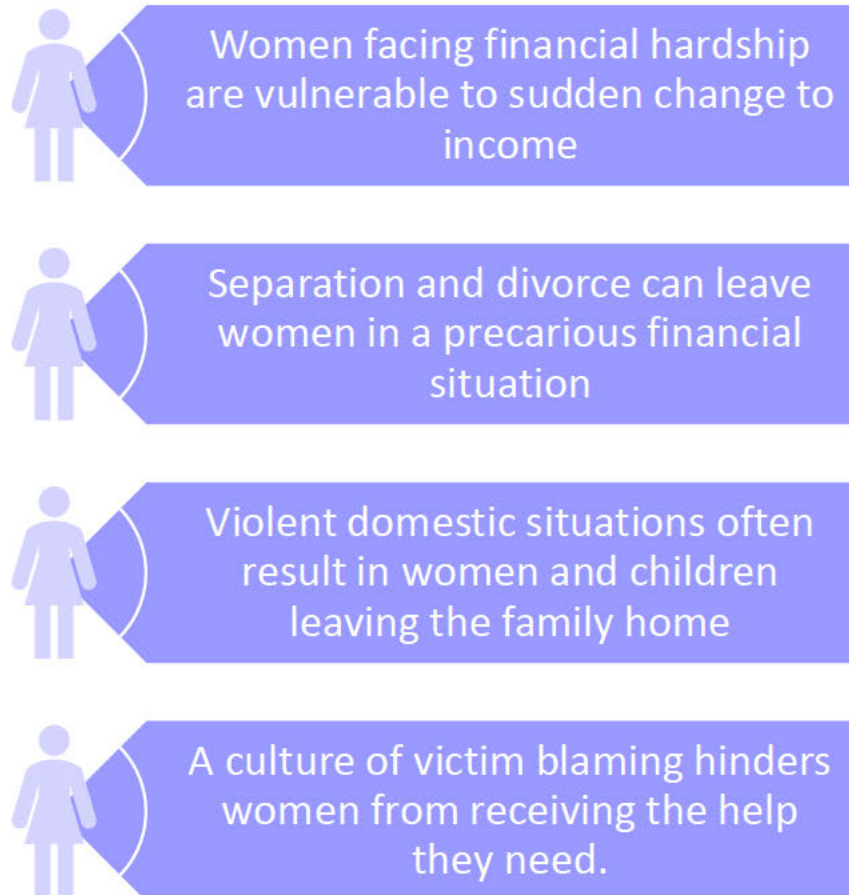 Women facing financial hardship
are vulnerable to sudden change to
income
Separation and divorce can leave
women in a precarious financial
situation
Violent domestic situations often
result in women and children
leaving the family home
A culture of victim blaming hinders
women from receiving the help
they need.